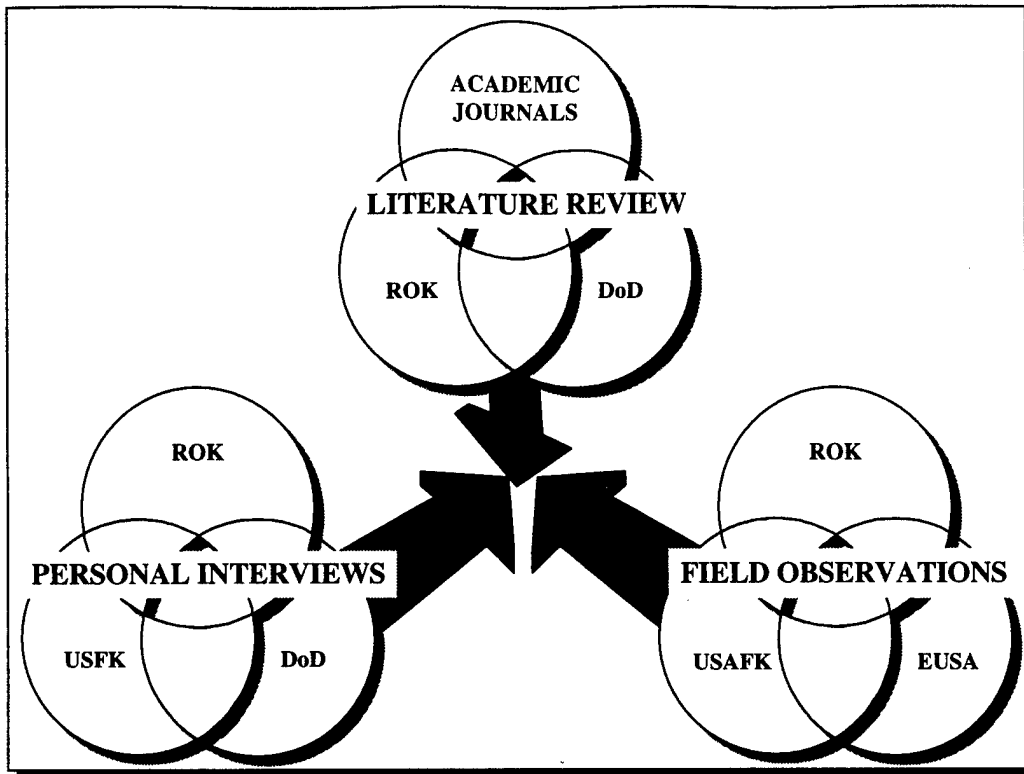 ACADEMIC
JOURNALS
LITERATURE REVIEW
ROK
DoD
ROK
PERSONAL INTERVIEWS
USFK
DoD
ROK
FIELD OBSERVATIONS
USAFK
EUSA